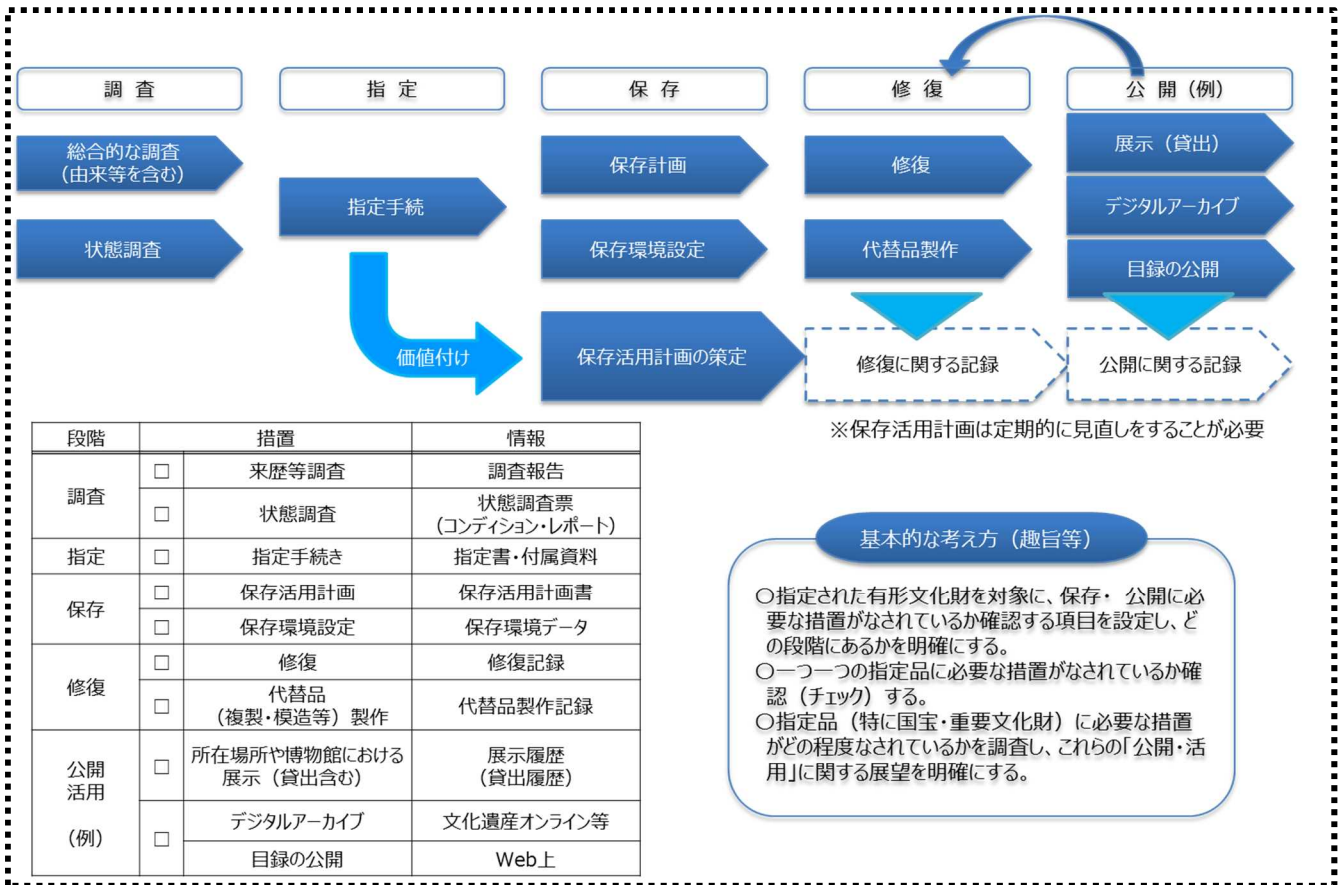 調 査
指 定
保 存
修 復
公 開 (例)
総合的な調査
(由来等を含む)
状態調査
指定手続
価値付け
保存計画
保存環境設定
保存活用計画の策定
修復
代替品製作
修復に関する記録
展示（貸出）
デジタルアーカイブ
目録の公開
公開に関する記録
※保存活用計画は定期的に見直しをすることが必要
段階 措置 情報
調査
□ 来歴等調査 調査報告
□ 状態調査 状態調査票
(コンディション・レポート)
指定 □ 指定手続き 指定書・付属資料
保存
□ 保存活用計画 保存活用計画書
□ 保存環境設定 保存環境データ
修復
□ 修復 修復記録
□ 代替品
(複製・模造等) 製作
代替品製作記録
公開
活用
(例)
□ 所在場所や博物館における
展示（貸出含む）
展示履歴
(貸出履歴)
□ デジタルアーカイブ 文化遺産オンライン等
目録の公開 Web上
基本的な考え方（趣旨等）
〇指定された有形文化財を対象に、保存・ 公開に必
要な措置がなされているか確認する項目を設定し、ど
の段階にあるかを明確にする。
〇一つ一つの指定品に必要な措置がなされているか確
認（チェック）する。
〇指定品（特に国宝・重要文化財）に必要な措置
がどの程度なされているかを調査し、これらの「公開・活
用」に関する展望を明確にする。